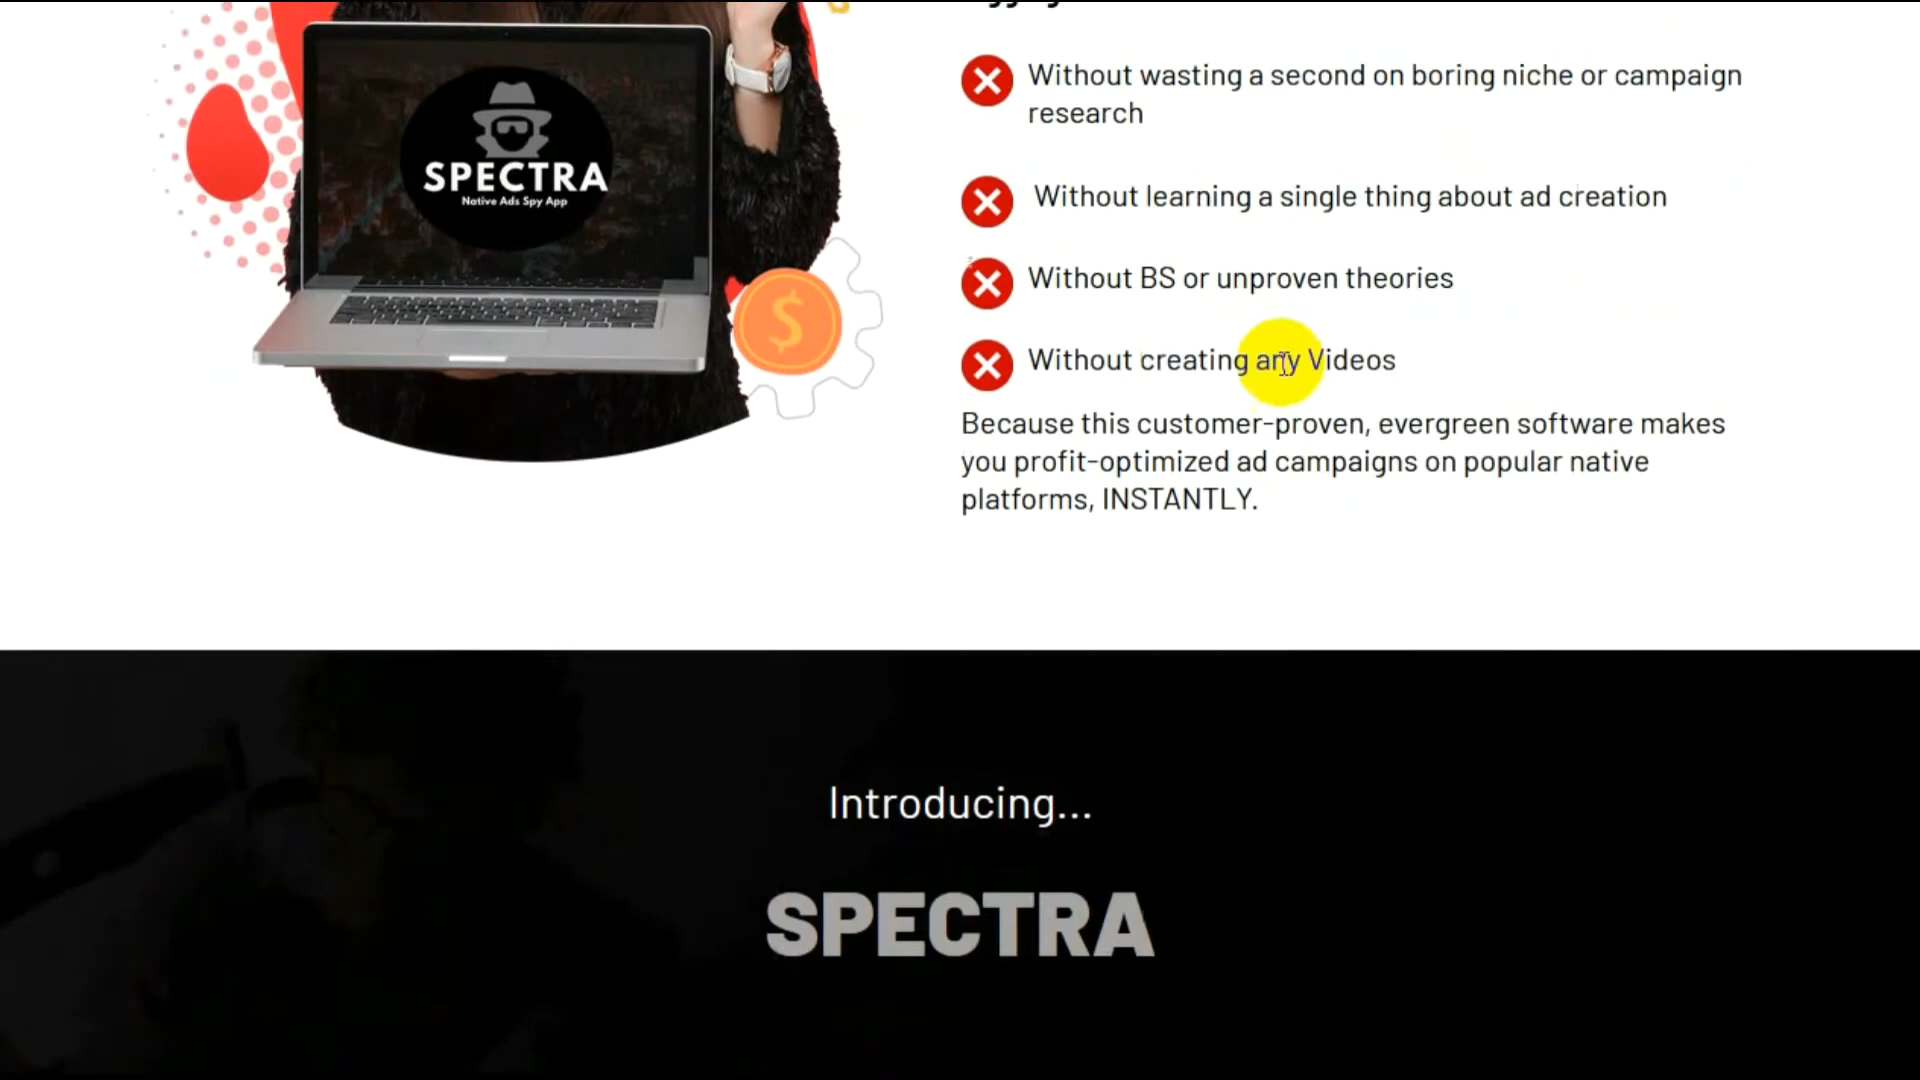 SPECTRA
Native Ads Spy App
Without wasting a second on boring niche or campaign
research
Without learning a single thing about ad creation
Without BS or unproven theories
Without creating any Videos
Because this customer-proven, evergreen software makes
you profit-optimized ad campaigns on popular native
platforms, INSTANTLY.
Introducing...
SPECTRA